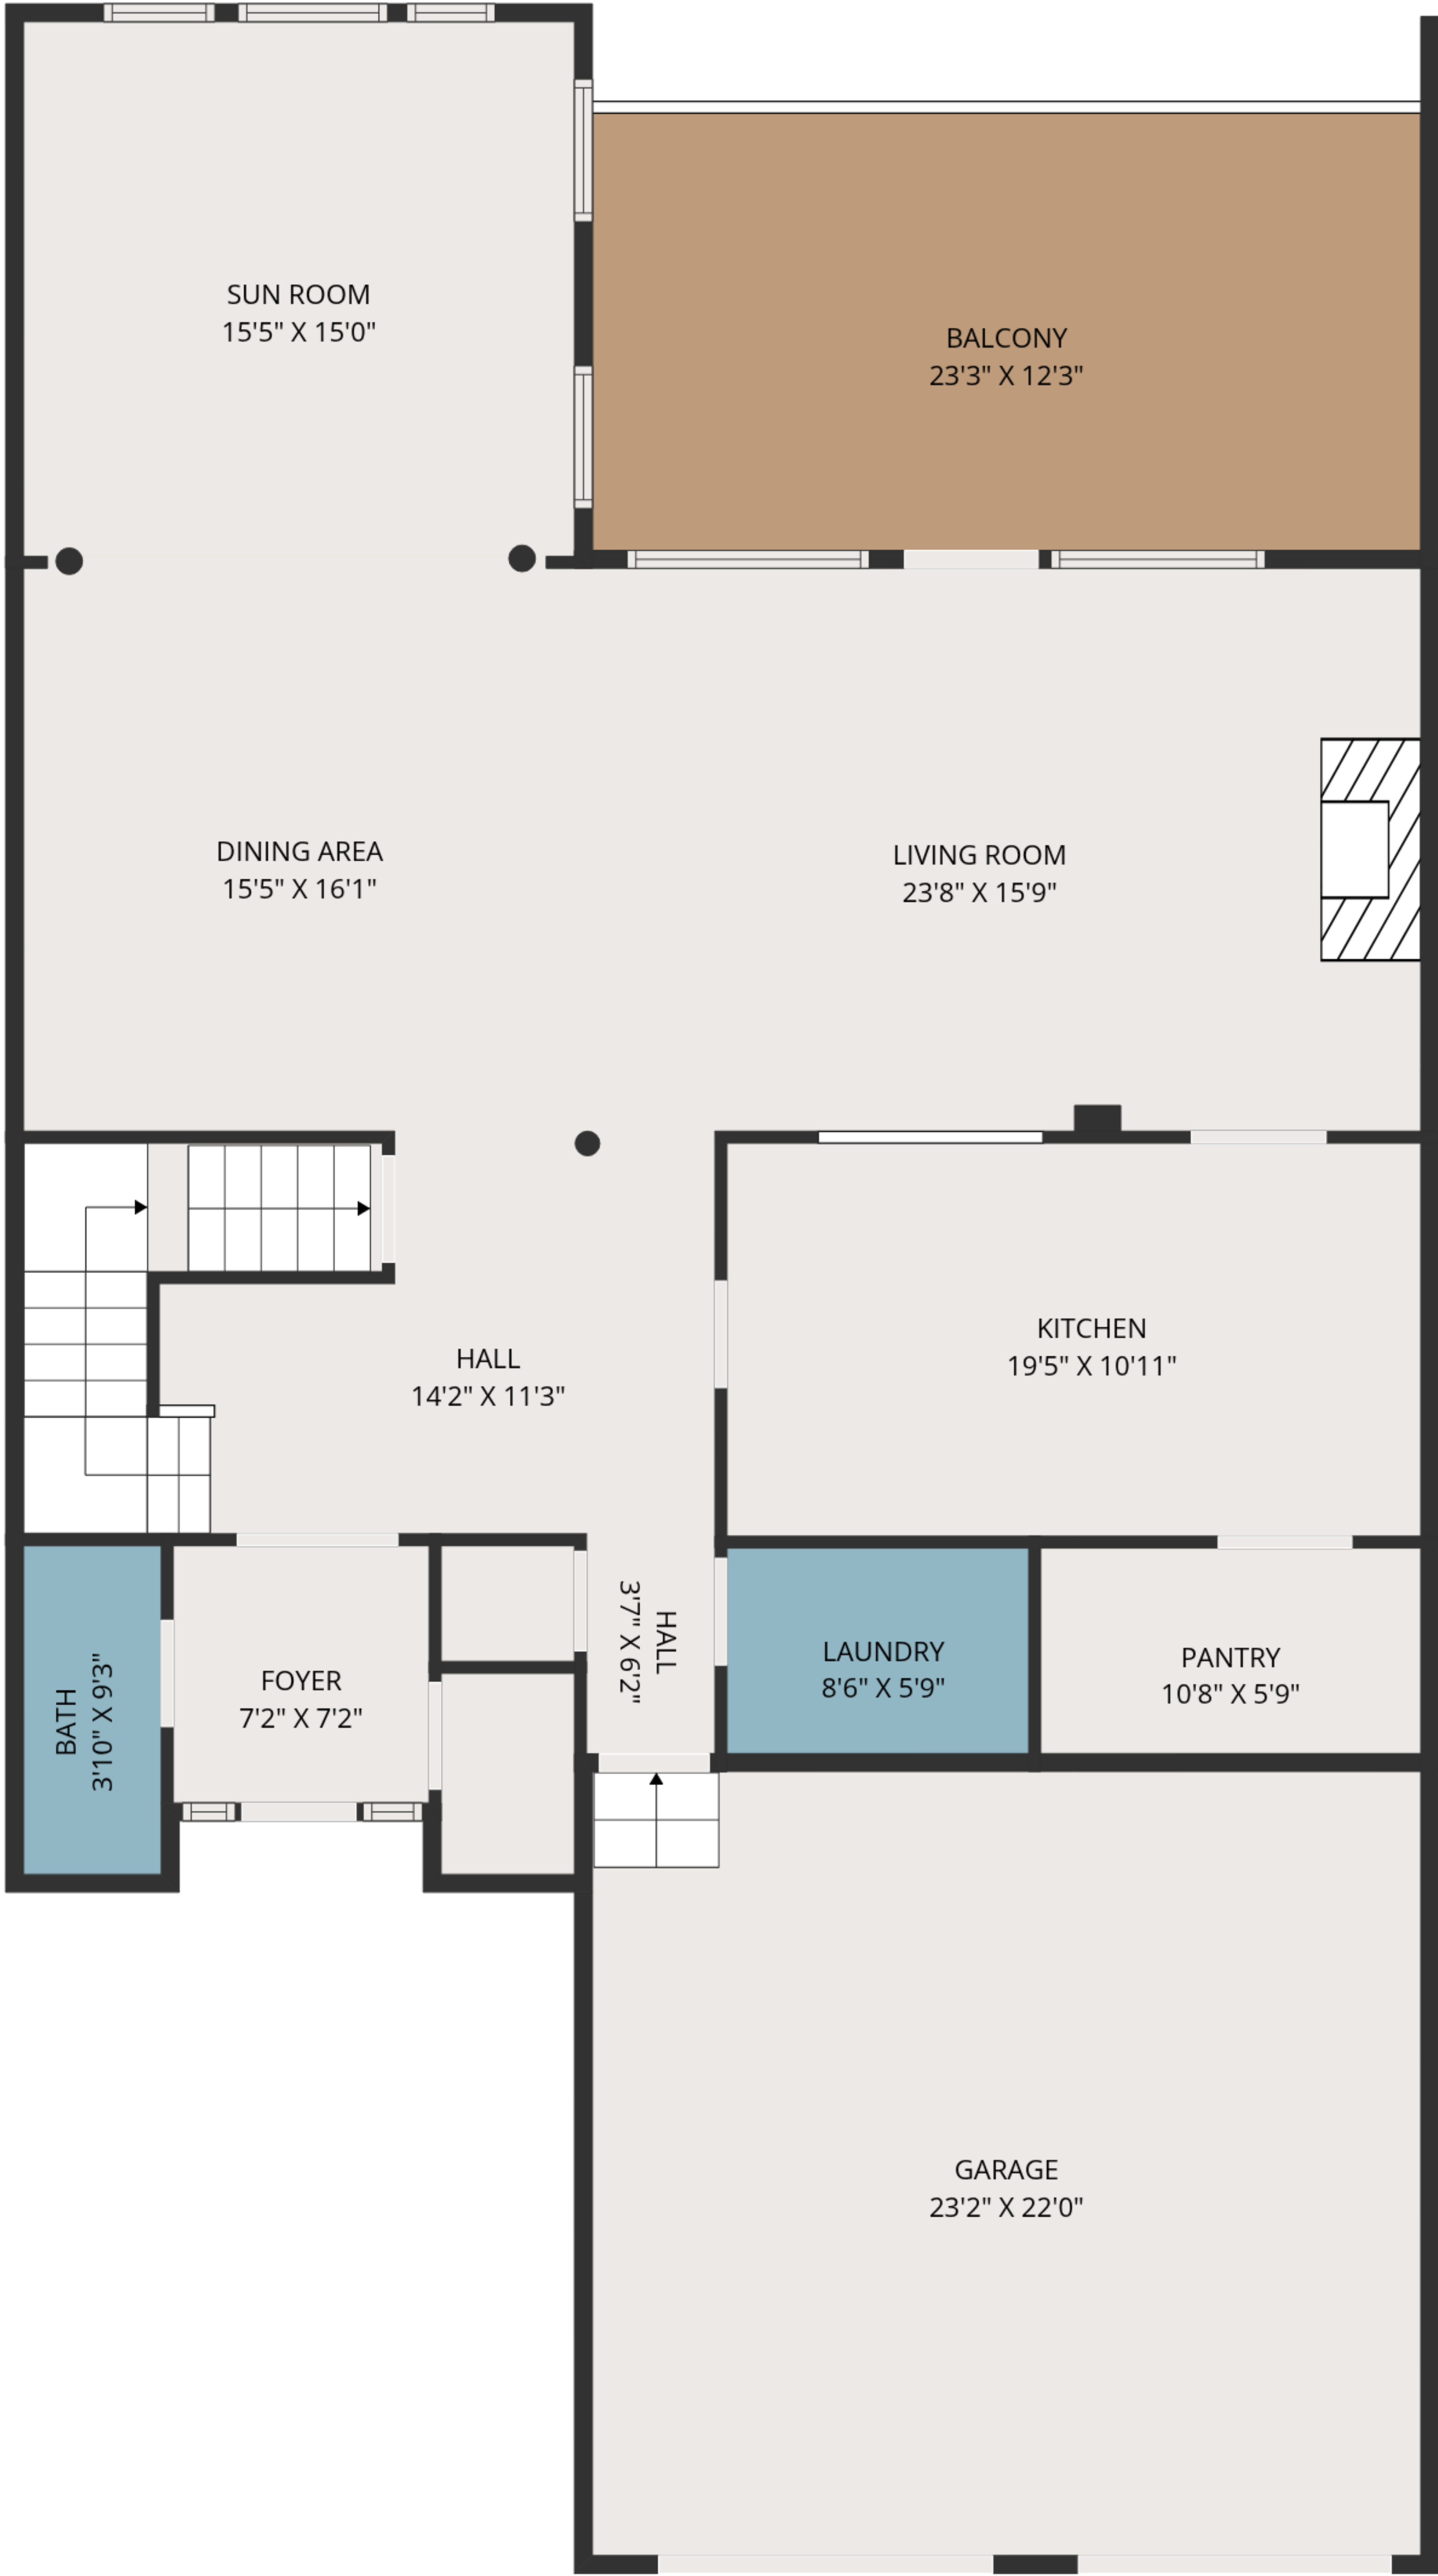 SUN ROOM
15'5" X 15'0"
BALCONY
23'3" X 12'3"
DINING AREA
15'5" X 16'1"
LIVING ROOM
23'8" X 15'9"
HALL
14'2" X 11'3"
KITCHEN
19'5" X 10'11"
BATH
3'10" X 9'3"
FOYER
7'2" X 7'2"
HALL
3'7" X 6'2"
LAUNDRY
8'6" X 5'9"
PANTRY
10'8" X 5'9"
GARAGE
23'2" X 22'0"